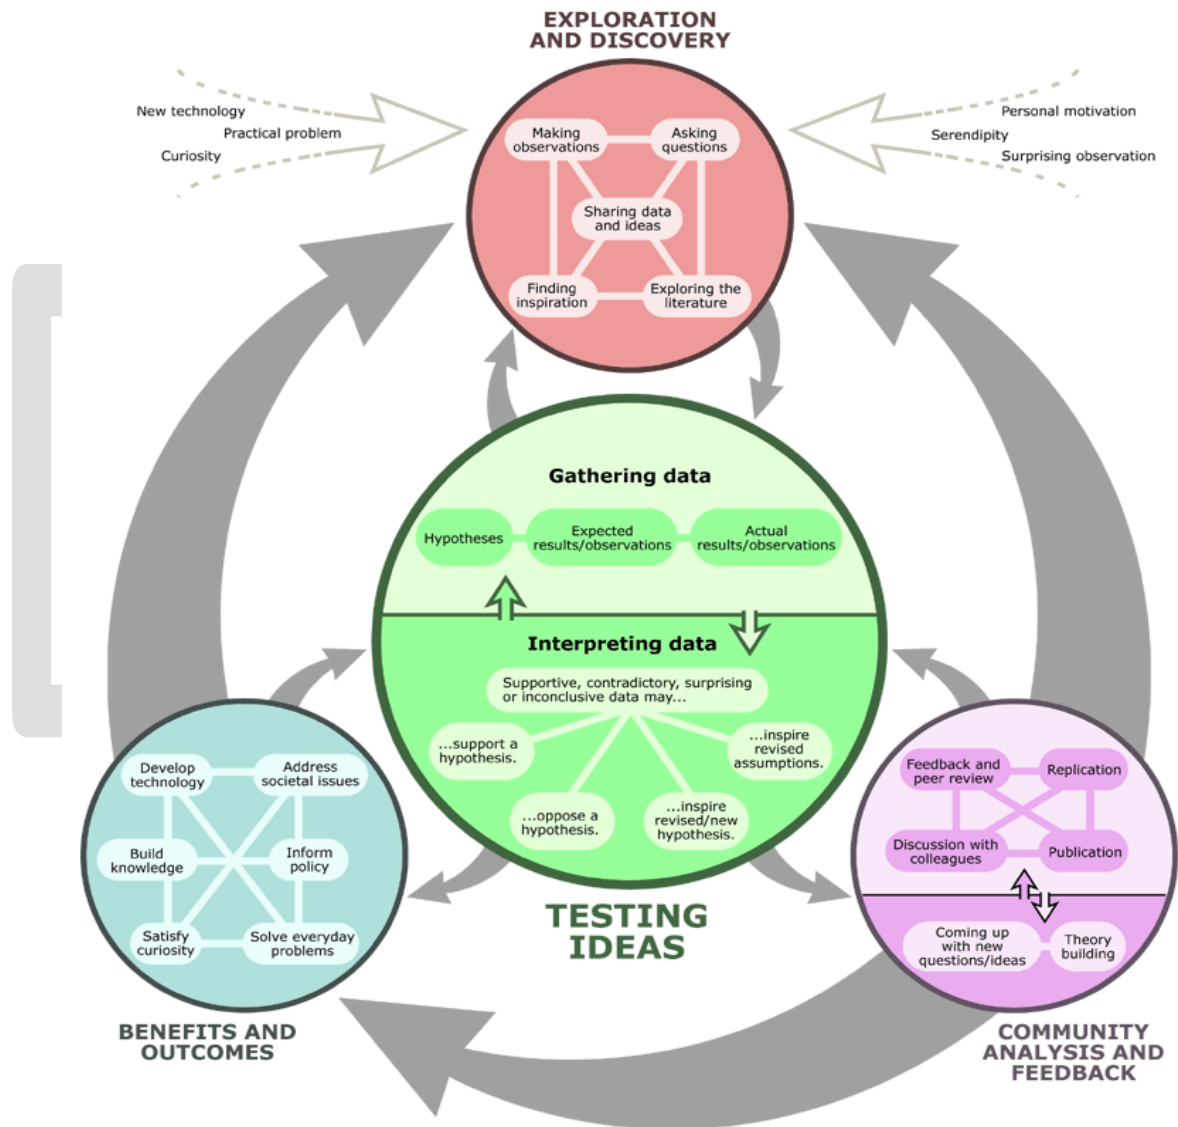 EXPLORATION
AND DISCOVERY
New technology
Practical problem
Curiosity
Personal motivation
Serendipity
Surprising observation
Making
observations
Asking
questions
Sharing data
and ideas
Finding
inspiration
Exploring the
literature
Gathering data
Hypotheses
Expected
results/observations
Actual
results/observations
Interpreting data
Supportive, contradictory, surprising
or inconclusive data may...
...support a
hypothesis.
...oppose a
hypothesis.
...inspire
revised/new
hypothesis.
...inspire
revised
assumptions.
TESTING
IDEAS
Develop
technology
Address
societal issues
Build
knowledge
Inform
policy
Satisfy
curiosity
Solve everyday
problems
BENEFITS AND
OUTCOMES
Feedback and
peer review
Replication
Discussion with
colleagues
Publication
Coming up
with new
questions/ideas
Theory
building
COMMUNITY
ANALYSIS AND
FEEDBACK